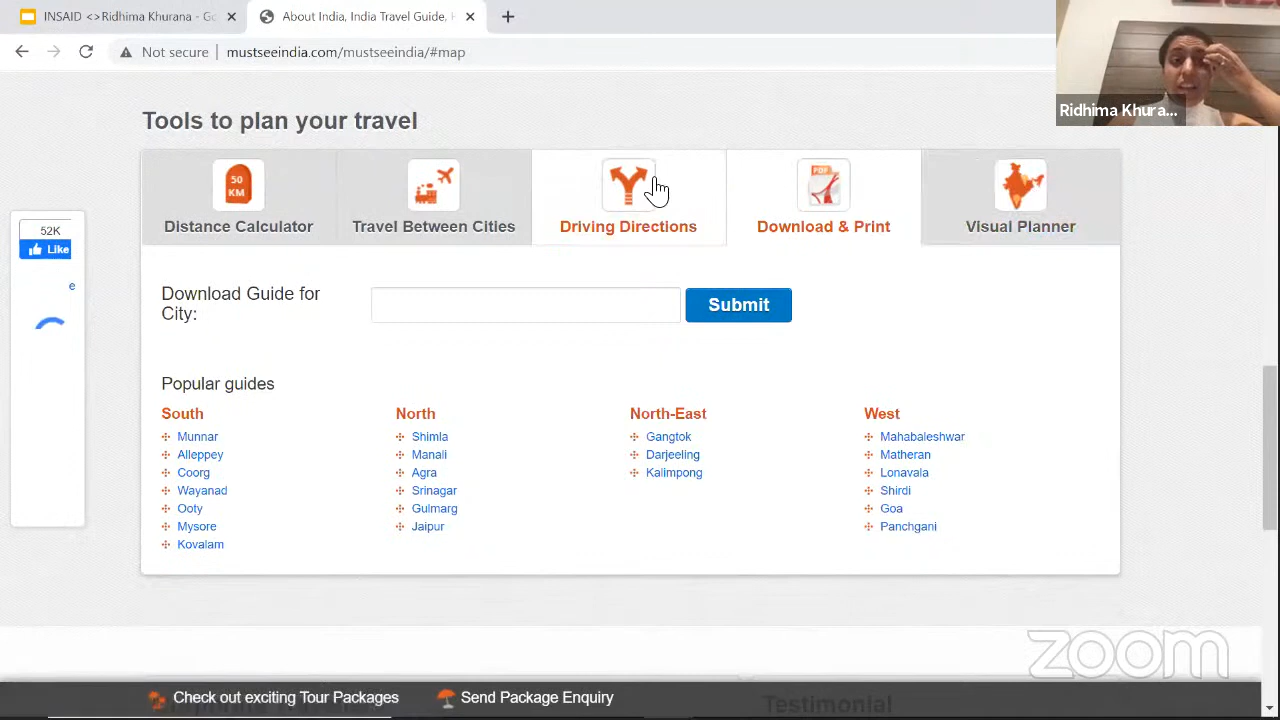 INSAID <>Ridhima Khurana - Go
About India, India Travel Guide, H
Not secure
mustseeindia.com/mustseeindia/#map
Ridhima Khura...
Tools to plan your travel
50 KM
PDF
Distance Calculator
Travel Between Cities
Driving Directions
Download & Print
Visual Planner
52K
Like
e
Download Guide for
City:
Submit
Popular guides
South
Munnar
Alleppey
Coorg
Wayanad
Ooty
Mysore
Kovalam
North
Shimla
Manali
Agra
Srinagar
Gulmarg
Jaipur
North-East
Gangtok
Darjeeling
Kalimpong
West
Mahabaleshwar
Matheran
Lonavala
Shirdi
Goa
Panchgani
zoom
Check out exciting Tour Packages
Send Package Enquiry
Testimonial